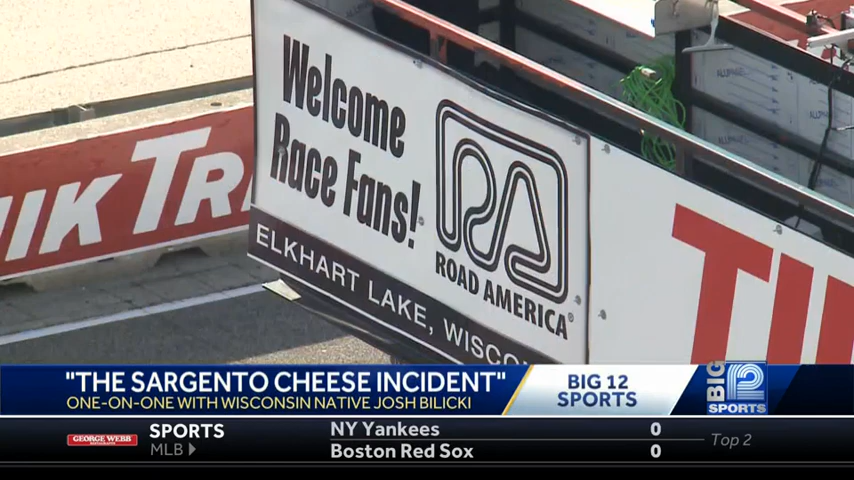 Welcome
Race Fans!
ROAD AMERICA
ELKHART LAKE,
"THE SARGENTO CHEESE INCIDENT"
ONE-ON-ONE WITH WISCONSIN NATIVE JOSH BILICKI
BIG 12
SPORTS
BIG
12
SPORTS
GEORGE WEBB
SPORTS
MLB
NY Yankees 0
Boston Red Sox 0
Top 2